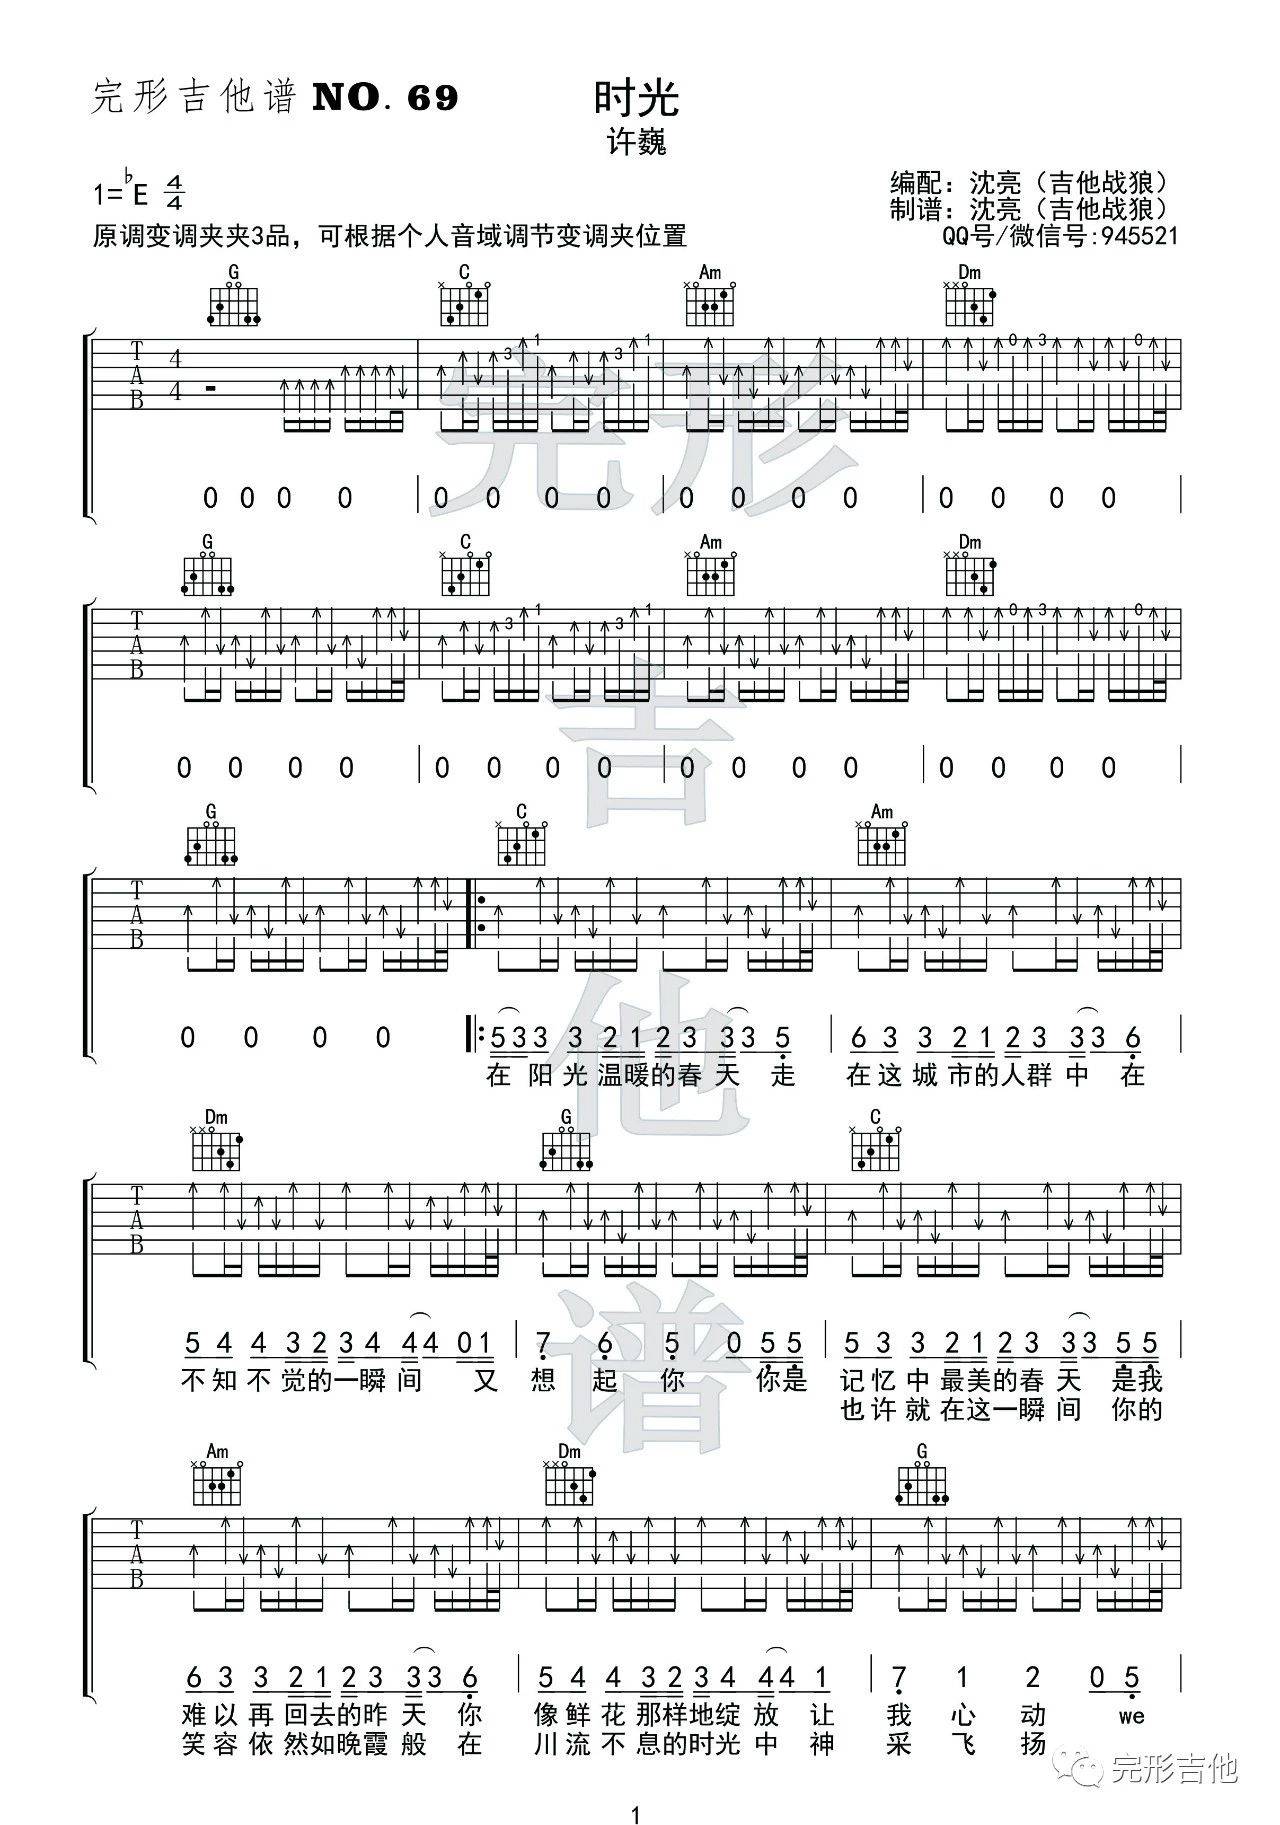 完形吉他谱 NO. 69
时光
许巍
1=♭E 4/4
编配：沈亮（吉他战狼）
制谱：沈亮（吉他战狼）
原调变调夹夹3品，可根据个人音域调节变调夹位置
QQ号/微信号:945521
G C Am Dm
T A B 4 4 3 1 3 1 0 3 0
0 0 0 0 0 0 0 0 0 0 0 0 0 0 0 0
G C Am Dm
T A B 3 1 3 1 0 3 0
0 0 0 0 0 0 0 0 0 0 0 0 0 0 0 0
G C Am
T A B
0 0 0 0 5 3 3 3 2 1 2 3 3 3 5 6 3 3 2 1 2 3 3 3 6
在 阳光温暖的春天 走 在这城市的人群中 在
Dm G C
T A B
5 4 4 3 2 3 4 4 4 0 1 7 6 5 0 5 5 5 3 3 2 1 2 3 3 3 5 5
不知不觉的一瞬间 又 想 起 你 你是 记忆中最美的春天 是我
也许就在这一瞬间 你的
Am Dm G
T A B
6 3 3 2 1 2 3 3 3 6 5 4 4 3 2 3 4 4 4 1 7 1 2 0 5
难以再回去的昨天 你 像鲜花那样地绽放 让 我 心 动 we
笑容依然如晚霞般 在 川流不息的时光中 神 采 飞 扬
完形吉他谱
完形吉他
1